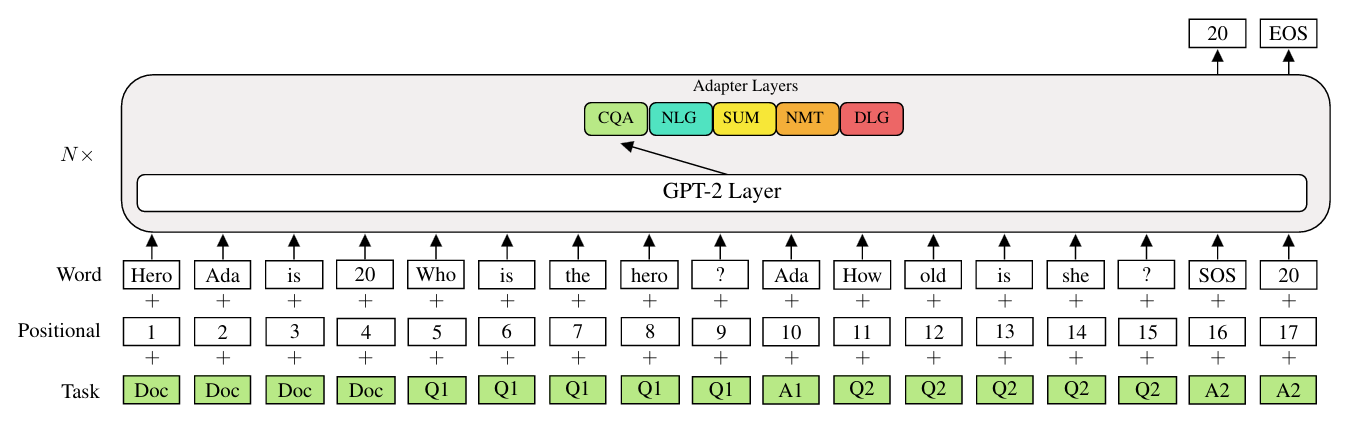 20 EOS
Adapter Layers
CQA NLG SUM NMT DLG
N×
GPT-2 Layer
Word Hero Ada is 20 Who is the hero ? Ada How old is she ? SOS 20
+ + + + + + + + + + + + + + + + +
Positional 1 2 3 4 5 6 7 8 9 10 11 12 13 14 15 16 17
+ + + + + + + + + + + + + + + + +
Task Doc Doc Doc Doc Q1 Q1 Q1 Q1 Q1 A1 Q2 Q2 Q2 Q2 Q2 A2 A2